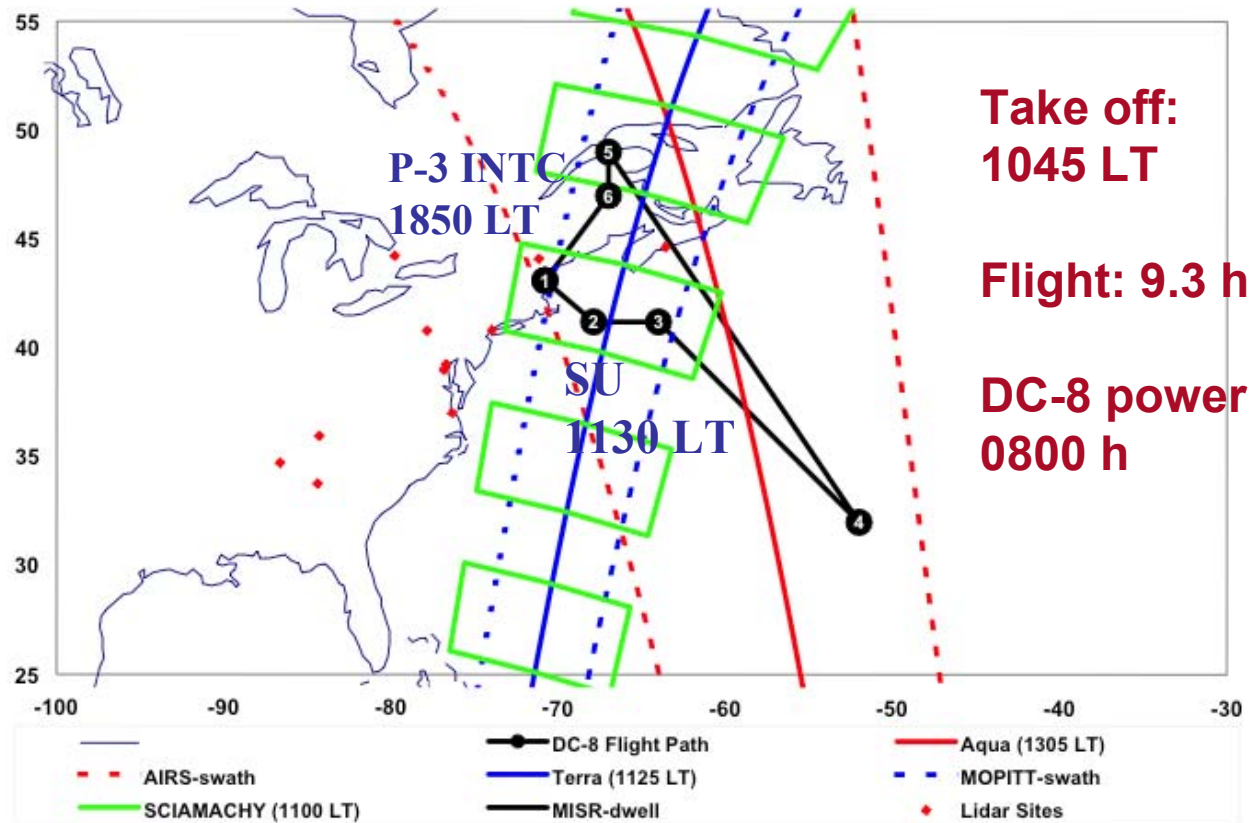 55
50
45
40
35
30
25
-100 -90 -80 -70 -60 -50 -40 -30
P-3 INTC
1850 LT
5
6
1
2
3
4
SU
1130 LT
Take off:
1045 LT
Flight: 9.3 h
DC-8 power
0800 h
DC-8 Flight Path Aqua (1305 LT)
AIRS-swath Terra (1125 LT) MOPITT-swath
SCIAMACHY (1100 LT) MISR-dwell Lidar Sites